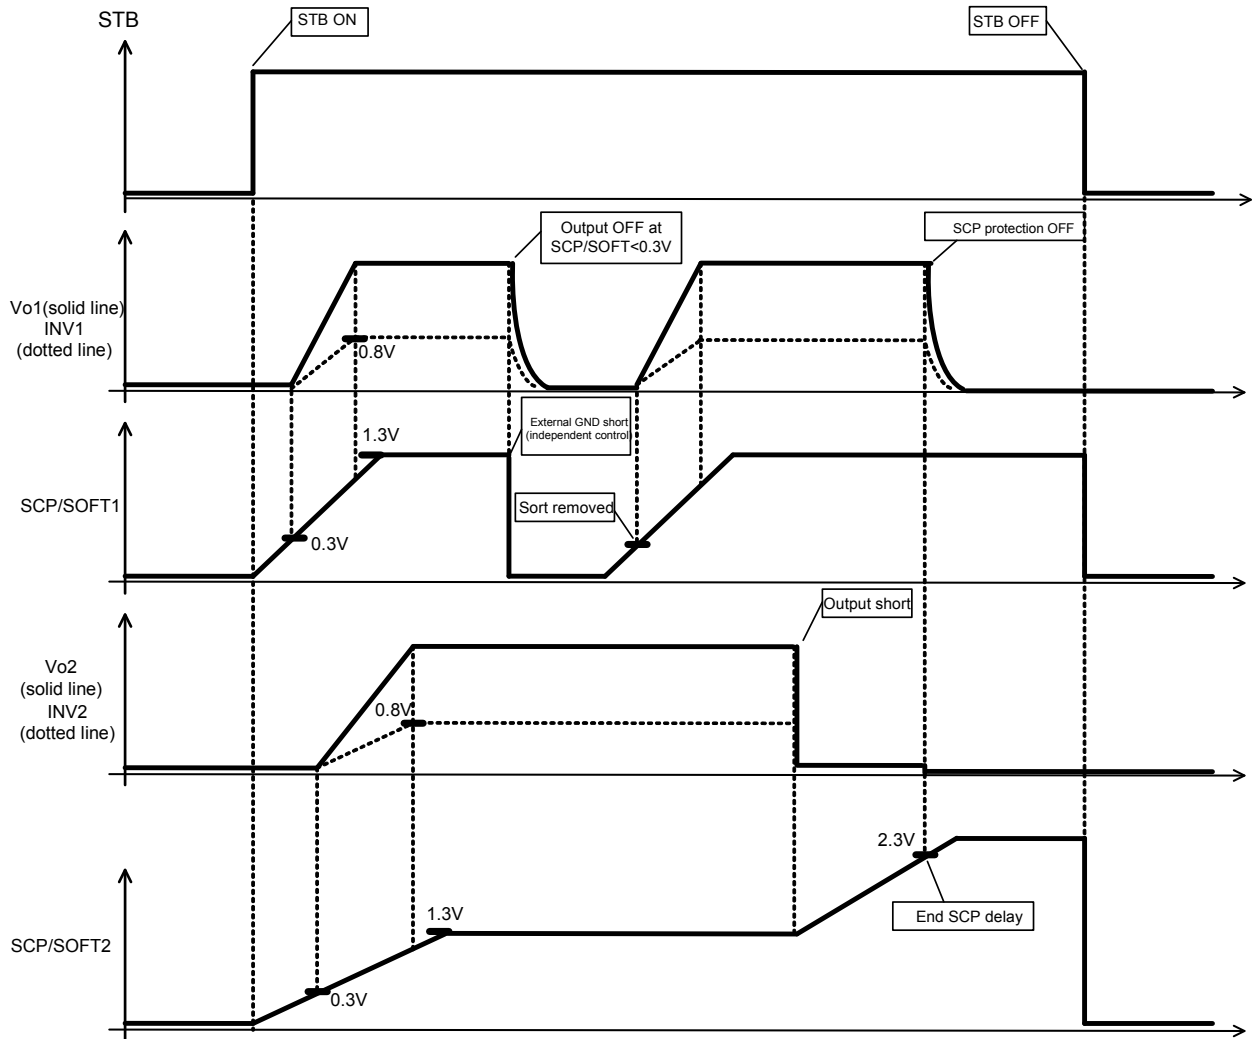 STB
STB ON
STB OFF
Output OFF at
SCP/SOFT<0.3V
SCP protection OFF
Vo1(solid line)
INV1
(dotted line)
0.8V
External GND short
(independent control)
1.3V
SCP/SOFT1
Sort removed
0.3V
Output short
Vo2
(solid line)
INV2
(dotted line)
0.8V
2.3V
End SCP delay
1.3V
SCP/SOFT2
0.3V